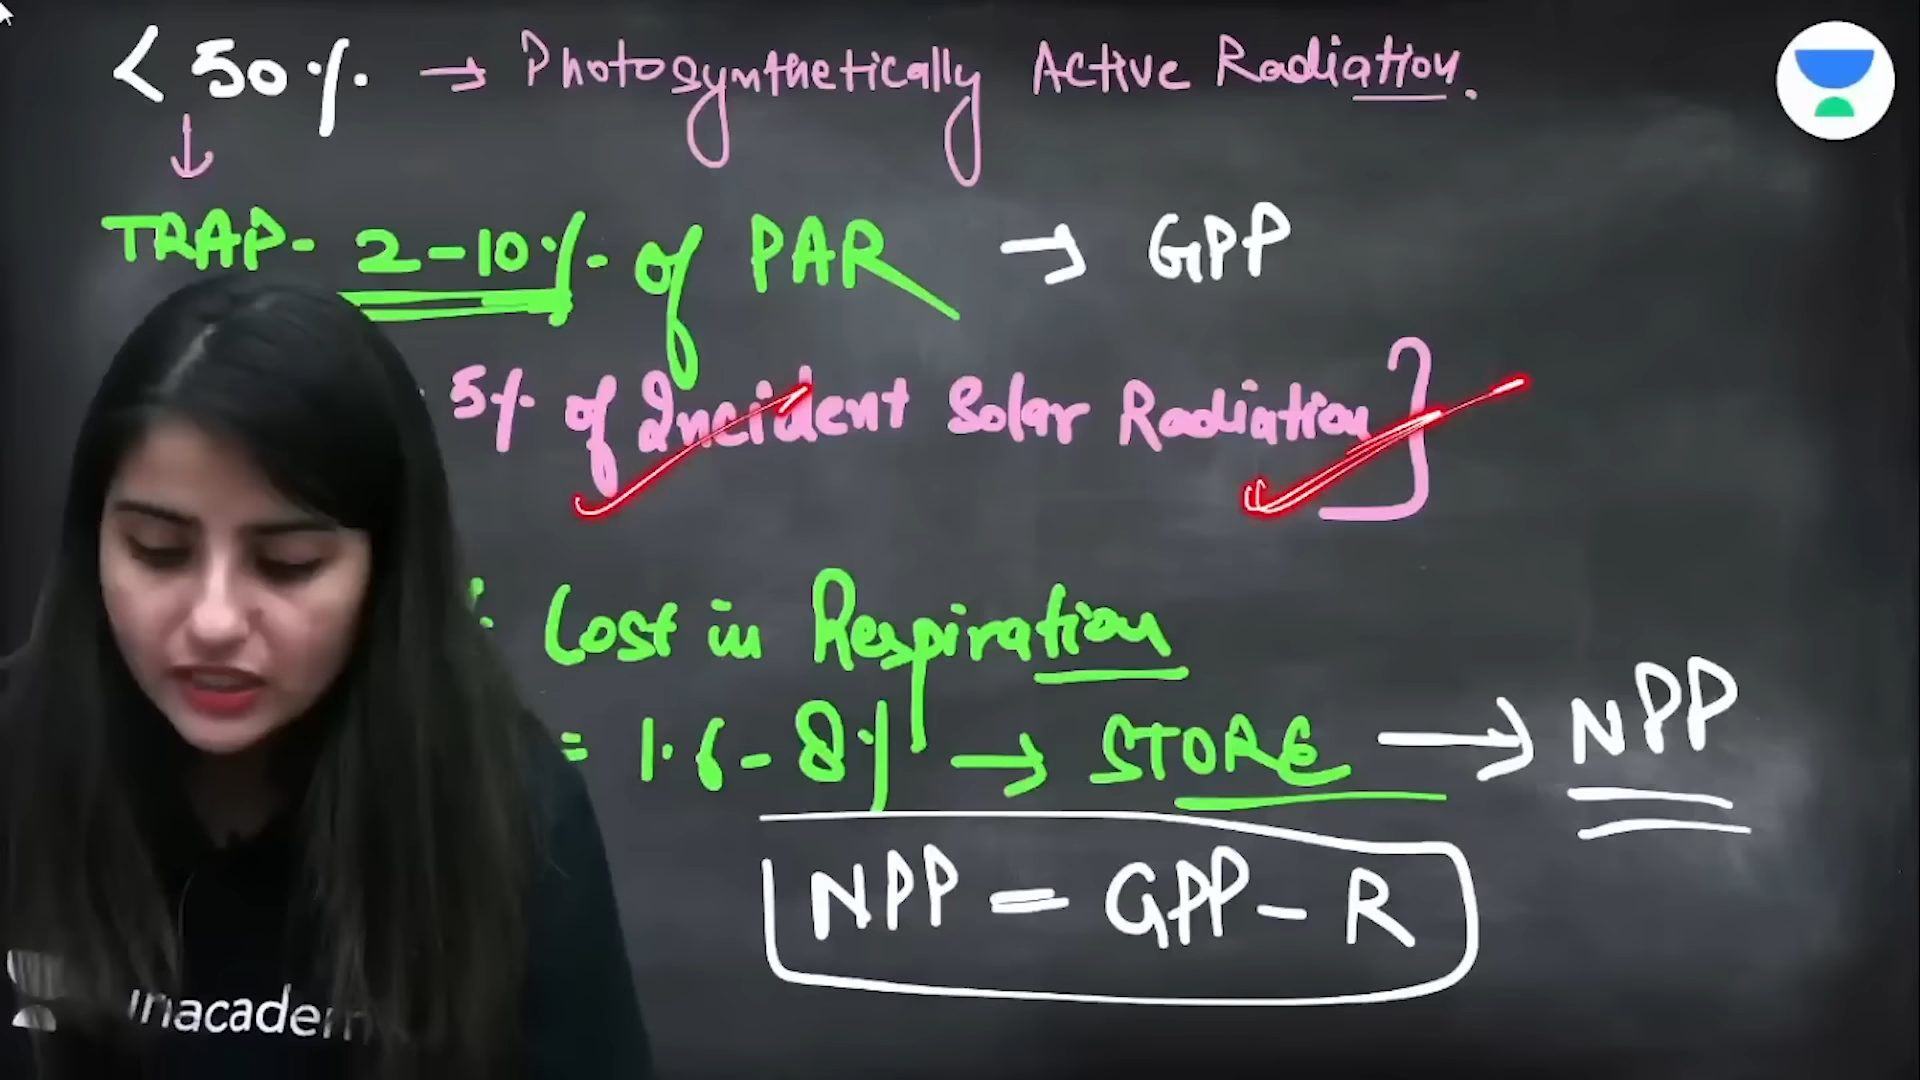 < 50% → Photosynthetically Active Radiation.
↓
TRAP- 2-10% of PAR → GPP
5% of Incident Solar Radiation
Lost in Respiration
= 1.6-8% → STORE → NPP
NPP = GPP - R